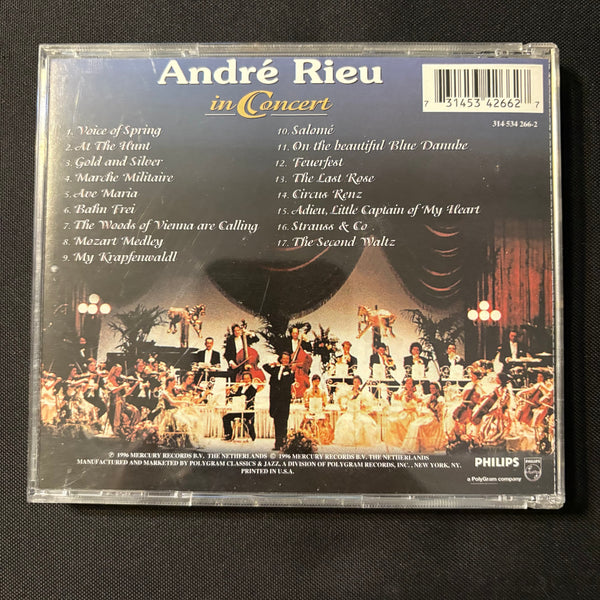 André Rieu
in Concert
7 31453 42662 7
314 534 266-2
1. Voice of Spring
2. At The Hunt
3. Gold and Silver
4. Marche Militaire
5. Ave Maria
6. Bahn Frei
7. The Woods of Vienna are Calling
8. Mozart Medley
9. My Krapfenwaldl
10. Salomé
11. On the beautiful Blue Danube
12. Feuerfest
13. The Last Rose
14. Circus Renz
15. Adieu, Little Captain of My Heart
16. Strauss & Co
17. The Second Waltz
℗ 1996 MERCURY RECORDS B.V. THE NETHERLANDS © 1996 MERCURY RECORDS B.V. THE NETHERLANDS
MANUFACTURED AND MARKETED BY POLYGRAM CLASSICS & JAZZ, A DIVISION OF POLYGRAM RECORDS, INC., NEW YORK, NY.
PRINTED IN U.S.A.
PHILIPS
PHILIPS
a PolyGram company